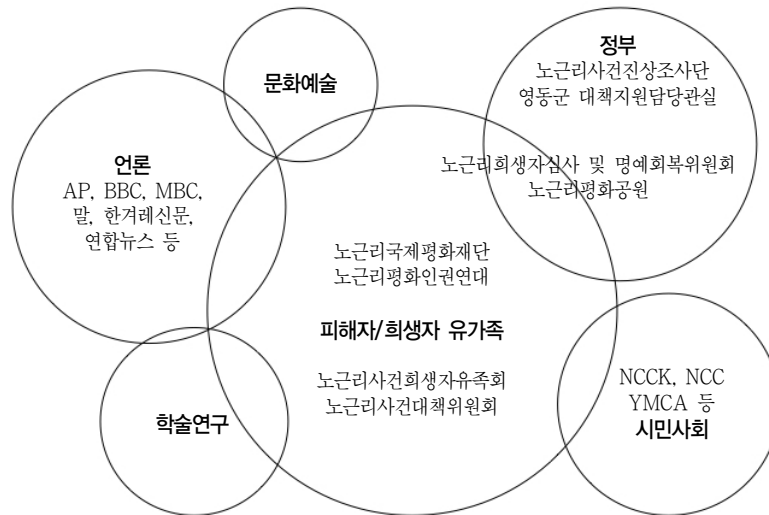 문화예술
정부
노근리사건진상조사단
영동군 대책지원담당관실
노근리희생자심사 및 명예회복위원회
노근리평화공원
언론
AP, BBC, MBC,
말, 한겨레신문,
연합뉴스 등
노근리국제평화재단
노근리평화인권연대
피해자/희생자 유가족
노근리사건희생자유족회
노근리사건대책위원회
학술연구
NCCK, NCC
YMCA 등
시민사회